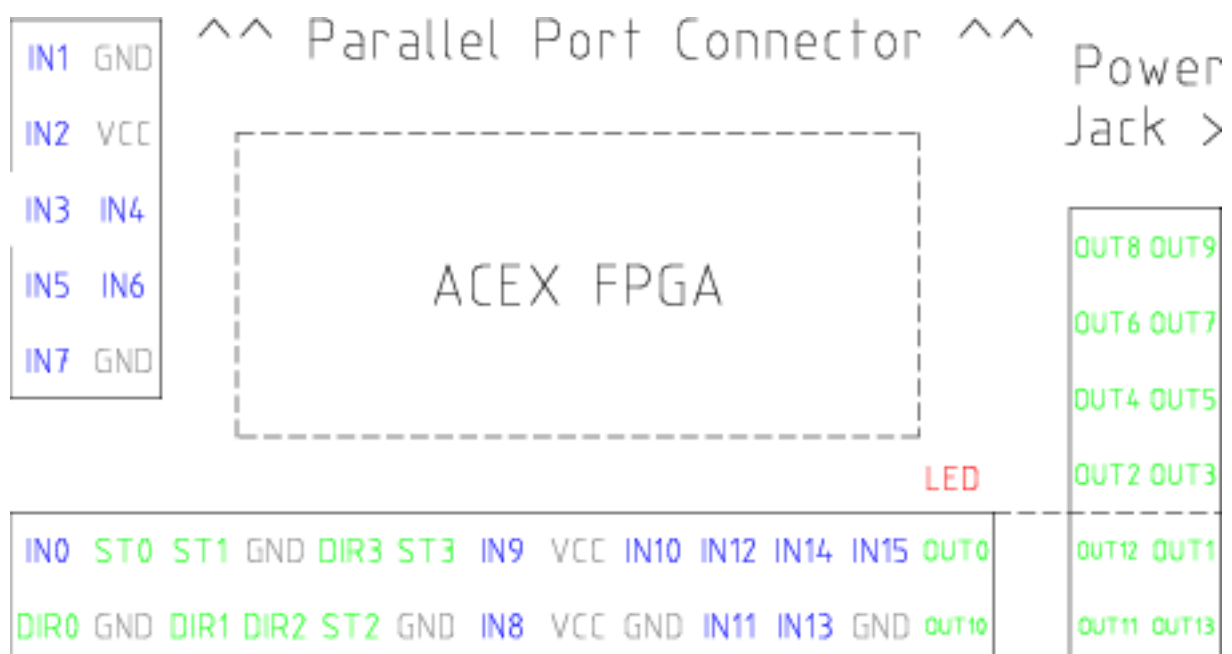 ^^ Parallel Port Connector ^^
Power
Jack >
IN1 GND
IN2 VCC
IN3 IN4
IN5 IN6
IN7 GND
ACEX FPGA
OUT8 OUT9
OUT6 OUT7
OUT4 OUT5
OUT2 OUT3
OUT12 OUT1
OUT11 OUT13
LED
IN0 ST0 ST1 GND DIR3 ST3 IN9 VCC IN10 IN12 IN14 IN15 OUT0
DIR0 GND DIR1 DIR2 ST2 GND IN8 VCC GND IN11 IN13 GND OUT10